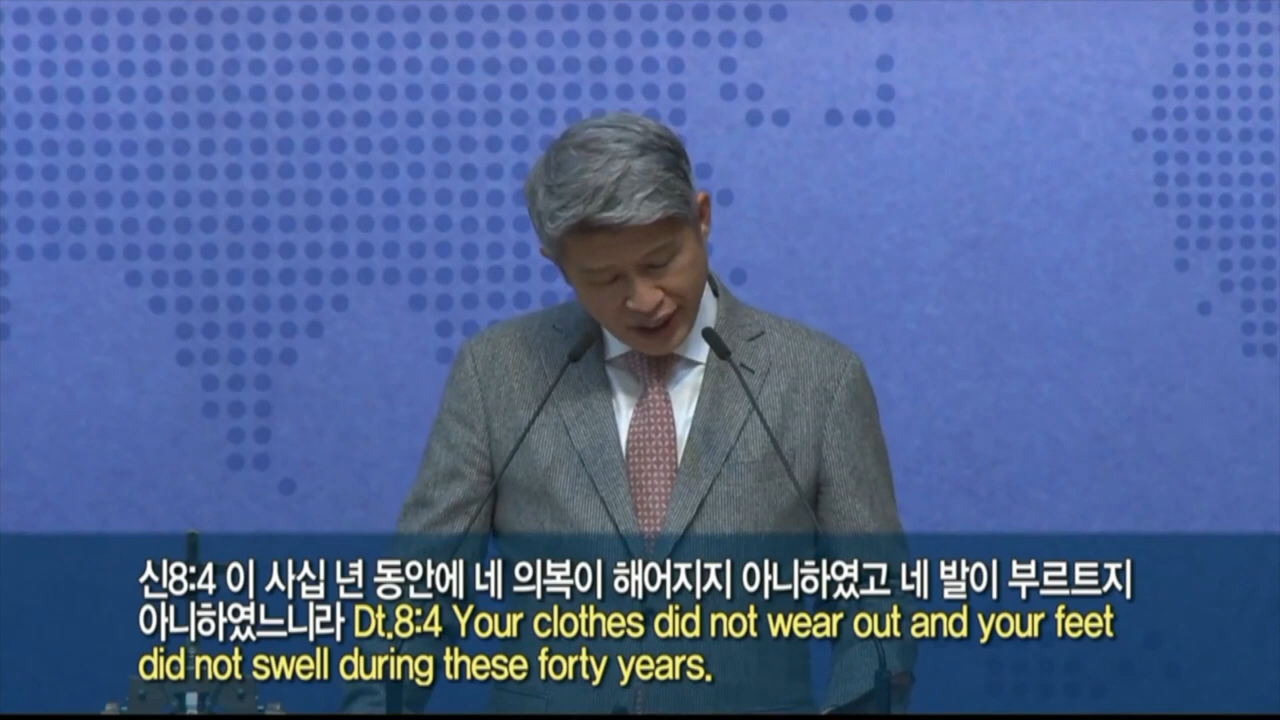 신8:4 이 사십 년 동안에 네 의복이 해어지지 아니하였고 네 발이 부르트지
아니하였느니라 Dt.8:4 Your clothes did not wear out and your feet
did not swell during these forty years.